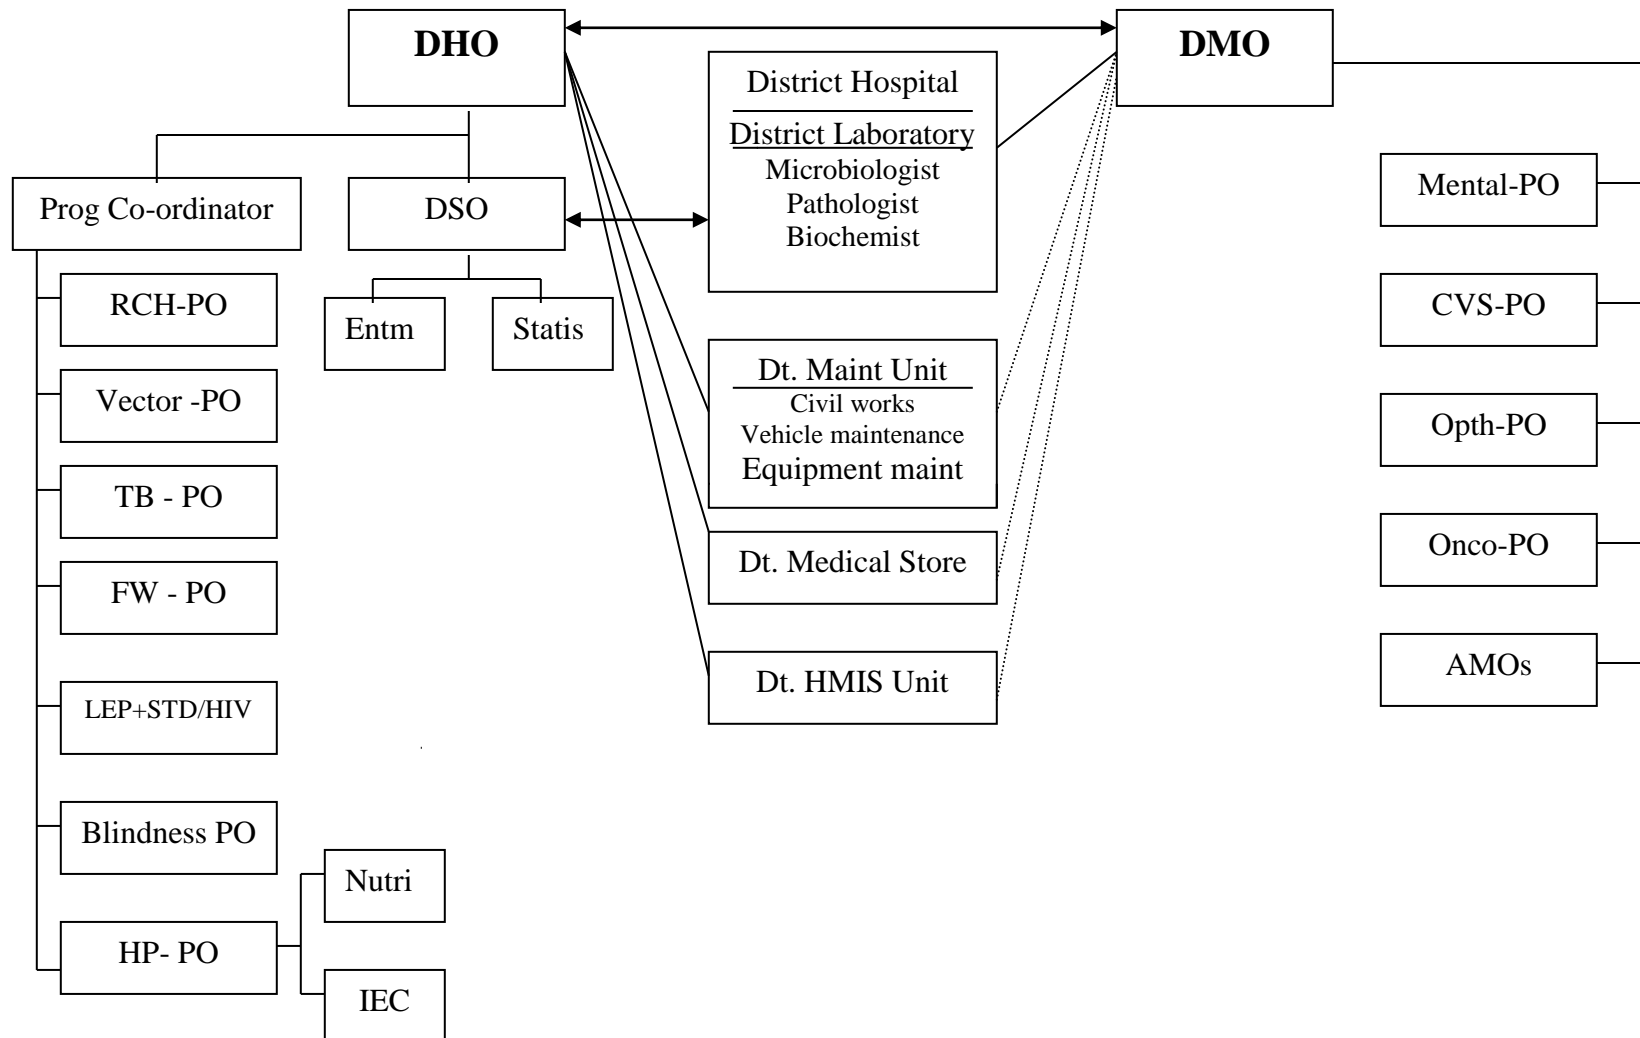 DHO
DMO
District Hospital
District Laboratory
Microbiologist
Pathologist
Biochemist
Prog Co-ordinator
DSO
Mental-PO
RCH-PO
Entm
Statis
CVS-PO
Vector -PO
Dt. Maint Unit
Civil works
Vehicle maintenance
Equipment maint
Opth-PO
TB - PO
Dt. Medical Store
Onco-PO
FW - PO
Dt. HMIS Unit
AMOs
LEP+STD/HIV
Blindness PO
Nutri
HP- PO
IEC